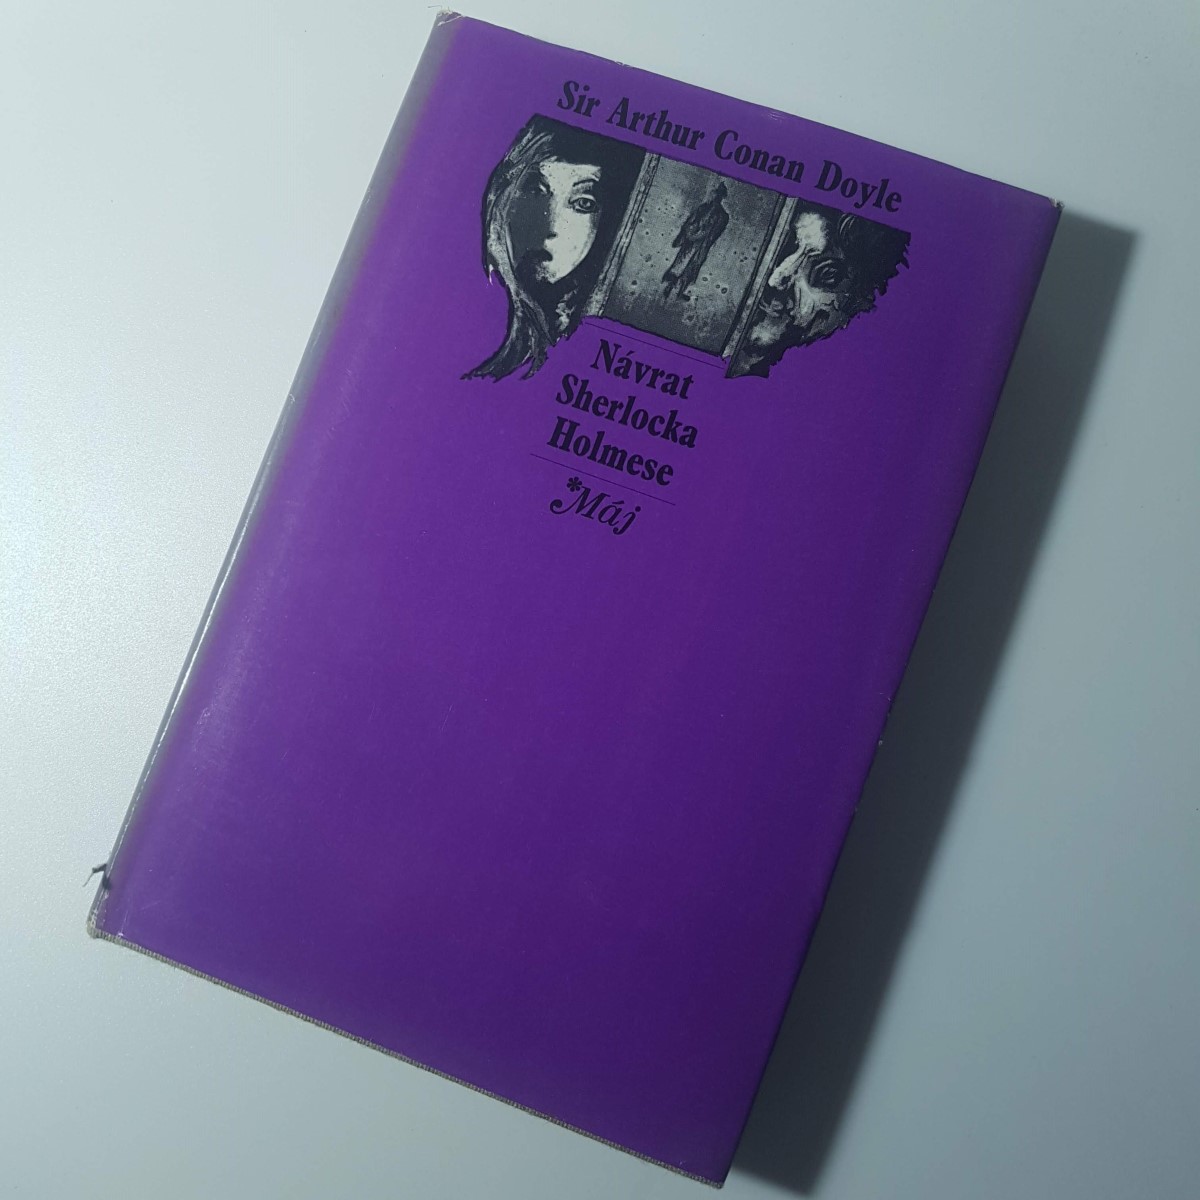 Sir Arthur Conan Doyle
Návrat
Sherlocka
Holmese
*Máj